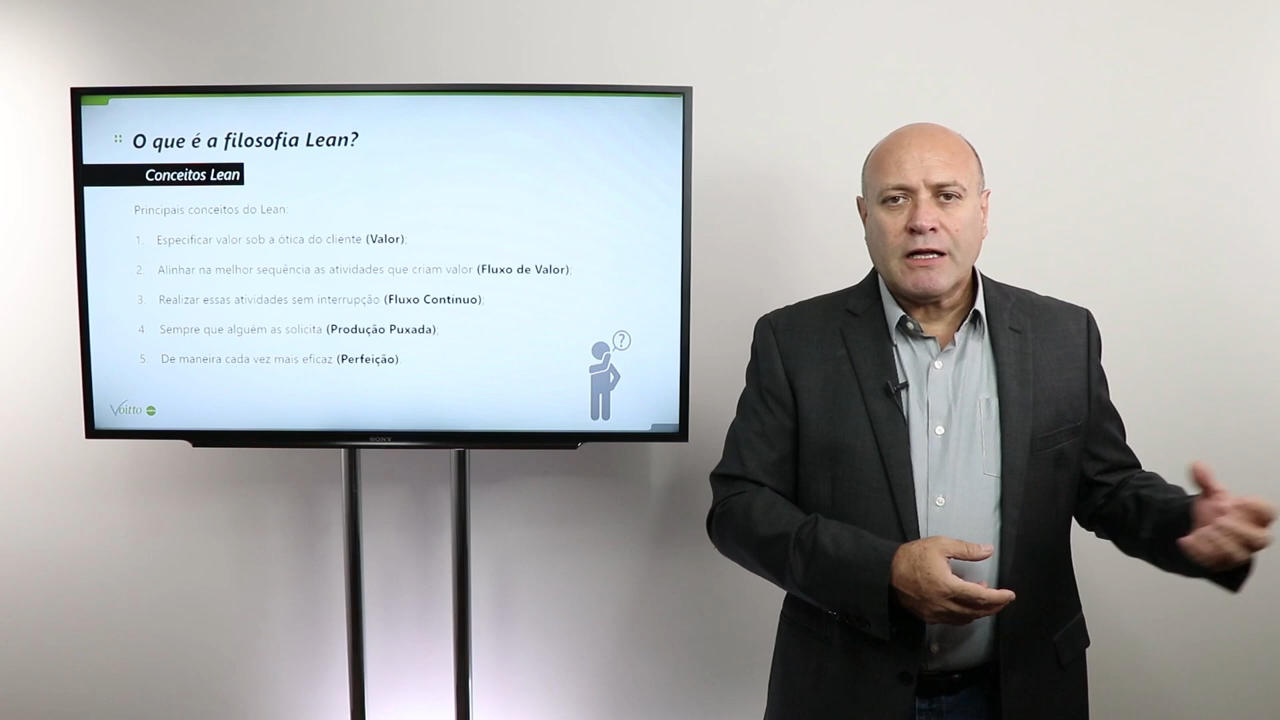 O que é a filosofia Lean?
Conceitos Lean
Principais conceitos do Lean:
1. Especificar valor sob a ótica do cliente (Valor);
2. Alinhar na melhor sequência as atividades que criam valor (Fluxo de Valor);
3. Realizar essas atividades sem interrupção (Fluxo Contínuo);
4. Sempre que alguém as solicita (Produção Puxada);
5. De maneira cada vez mais eficaz (Perfeição).
?
Voitto
SONY